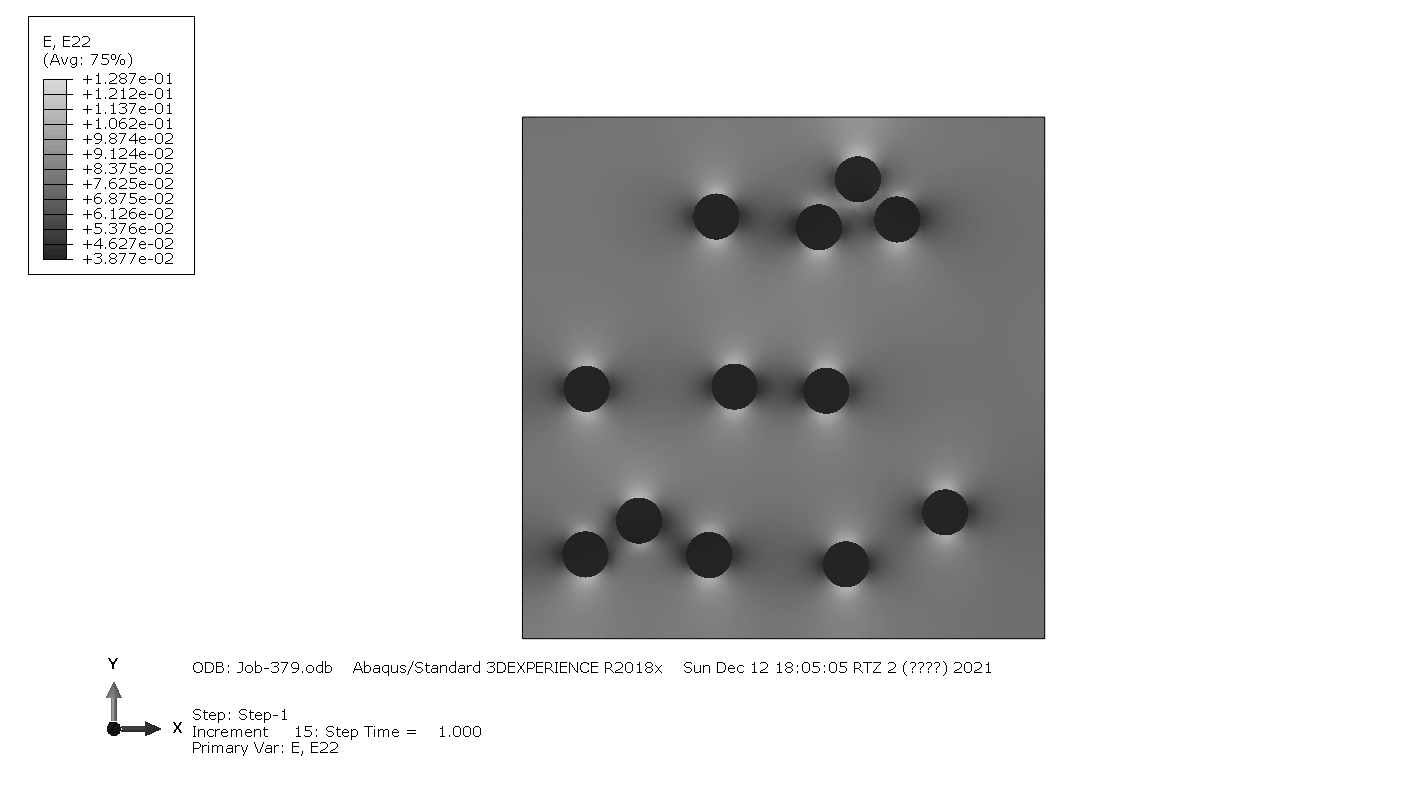 E, E22
(Avg: 75%)
+1.287e-01
+1.212e-01
+1.137e-01
+1.062e-01
+9.874e-02
+9.124e-02
+8.375e-02
+7.625e-02
+6.875e-02
+6.126e-02
+5.376e-02
+4.627e-02
+3.877e-02
Y
X
ODB: Job-379.odb Abaqus/Standard 3DEXPERIENCE R2018x Sun Dec 12 18:05:05 RTZ 2 (????) 2021
Step: Step-1
Increment 15: Step Time = 1.000
Primary Var: E, E22